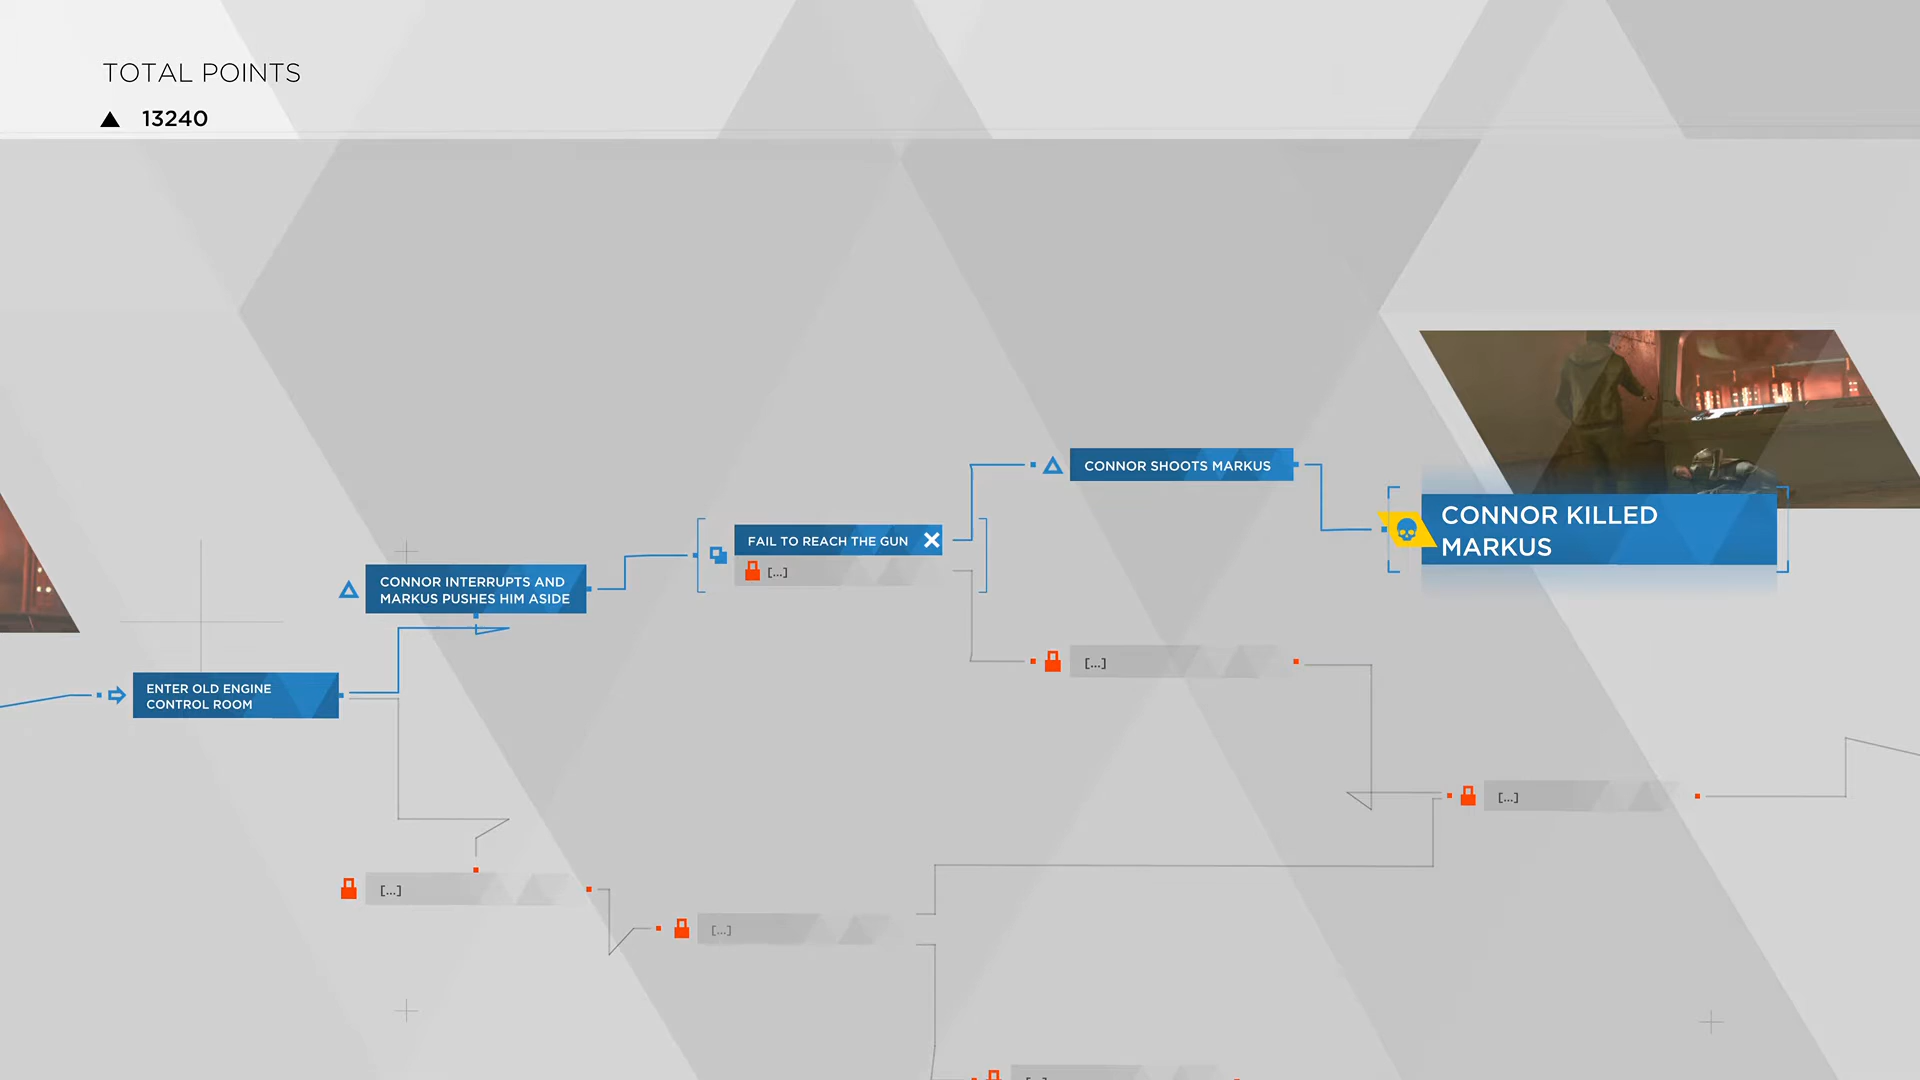 TOTAL POINTS
13240
CONNOR SHOOTS MARKUS
CONNOR KILLED
MARKUS
FAIL TO REACH THE GUN
[...]
CONNOR INTERRUPTS AND
MARKUS PUSHES HIM ASIDE
[...]
ENTER OLD ENGINE
CONTROL ROOM
[...]
[...]
[...]
[...]